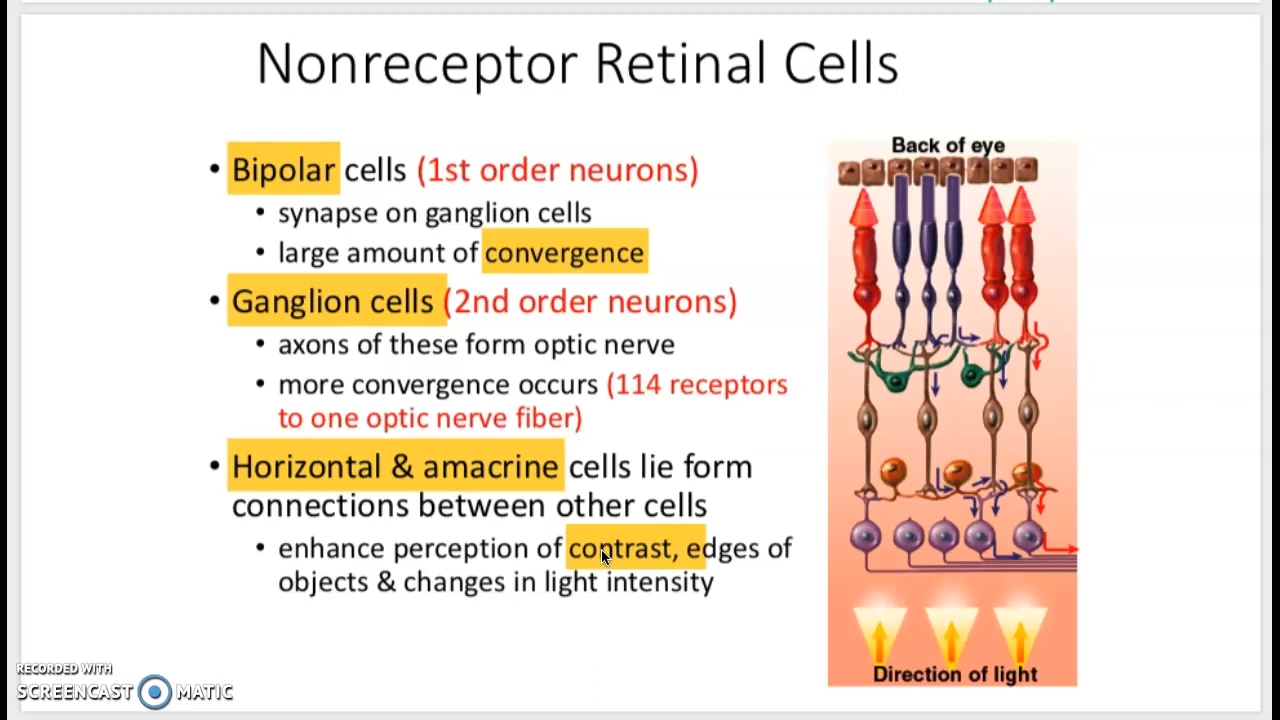 Nonreceptor Retinal Cells
• Bipolar cells (1st order neurons)
• synapse on ganglion cells
• large amount of convergence
• Ganglion cells (2nd order neurons)
• axons of these form optic nerve
• more convergence occurs (114 receptors
to one optic nerve fiber)
• Horizontal & amacrine cells lie form
connections between other cells
• enhance perception of contrast, edges of
objects & changes in light intensity
Back of eye
Direction of light
RECORDED WITH
SCREENCAST MATIC